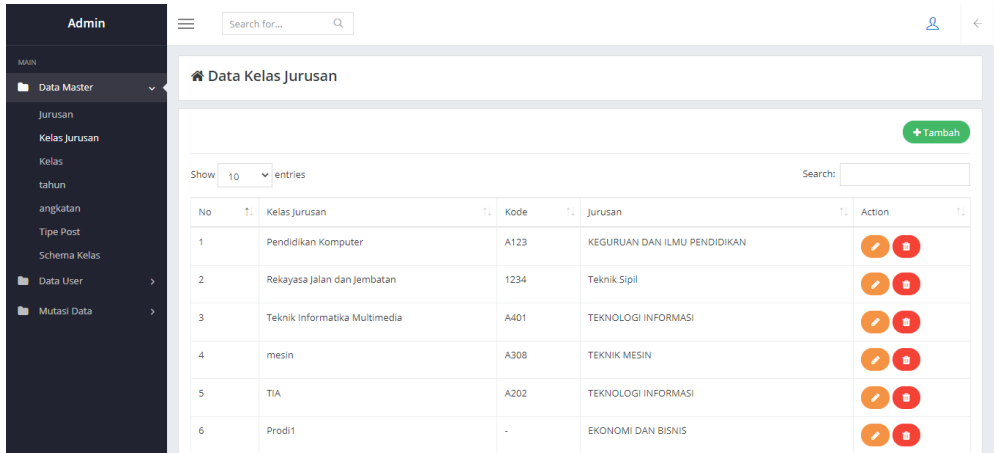 Admin
Search for...
MAIN
Data Master
Jurusan
Kelas Jurusan
Kelas
tahun
angkatan
Tipe Post
Schema Kelas
Data User
Mutasi Data
Data Kelas Jurusan
+ Tambah
Show 10 entries
Search:
No Kelas Jurusan Kode Jurusan Action
1 Pendidikan Komputer A123 KEGURUAN DAN ILMU PENDIDIKAN
2 Rekayasa Jalan dan Jembatan 1234 Teknik Sipil
3 Teknik Informatika Multimedia A401 TEKNOLOGI INFORMASI
4 mesin A308 TEKNIK MESIN
5 TIA A202 TEKNOLOGI INFORMASI
6 Prodi1 - EKONOMI DAN BISNIS